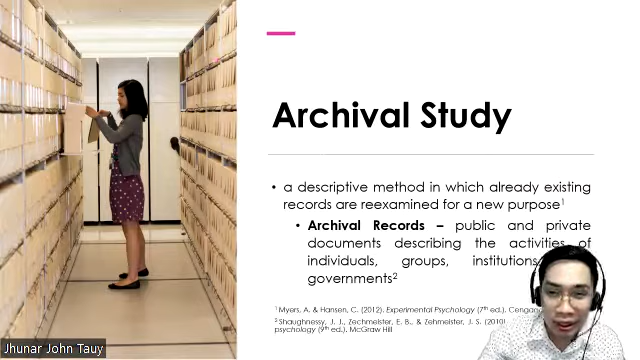 Archival Study
• a descriptive method in which already existing
records are reexamined for a new purpose¹
• Archival Records – public and private
documents describing the activities of
individuals, groups, institutions,
governments²
¹ Myers, A. & Hansen, C. (2012). Experimental Psychology (7th ed.). Cengag
² Shaughnessy, J. J., Zechmeister, E. B., & Zehmeister, J. S. (2010)
psychology (9th ed.). McGraw Hill
Jhunar John Tauy